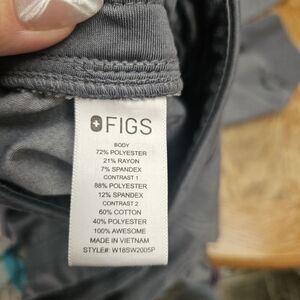 FIGS
BODY
72% POLYESTER
21% RAYON
7% SPANDEX
CONTRAST 1
88% POLYESTER
12% SPANDEX
CONTRAST 2
60% COTTON
40% POLYESTER
100% AWESOME
MADE IN VIETNAM
STYLE#: W18SW2005P